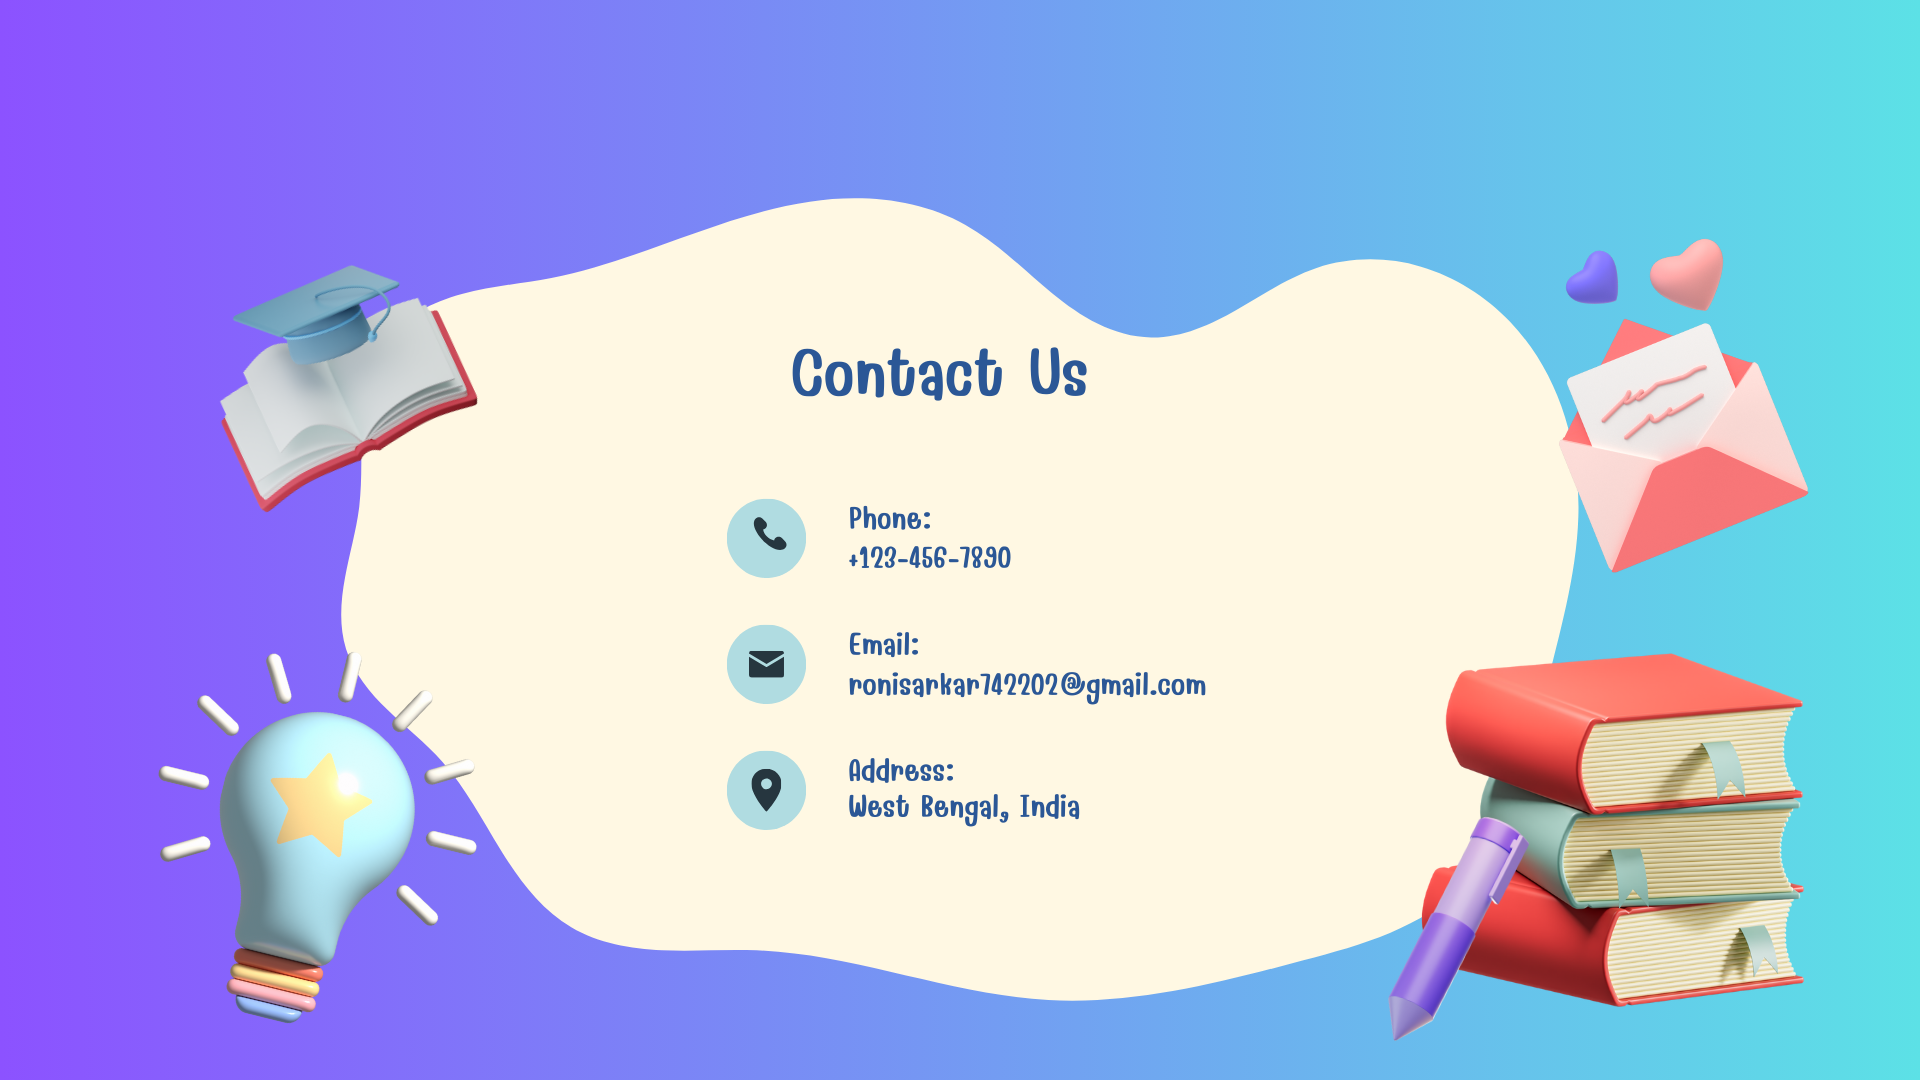 Contact Us
Phone:
+123-456-7890
Email:
ronisarkar742202@gmail.com
Address:
West Bengal, India